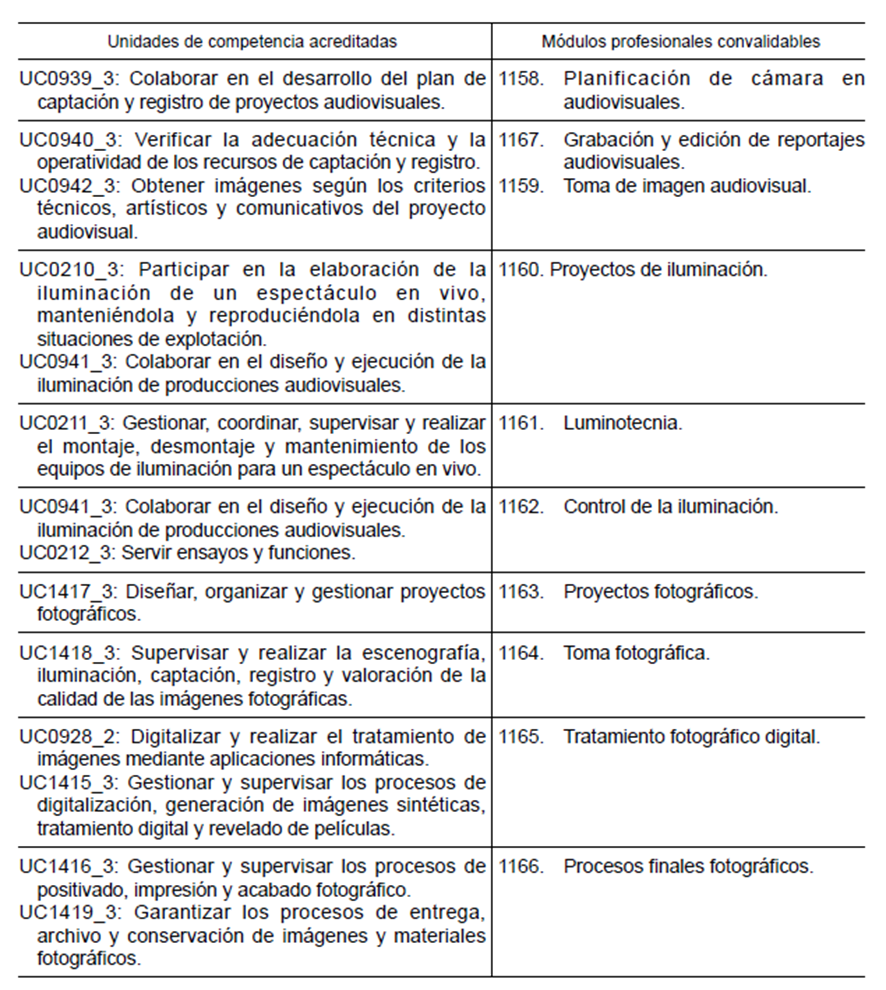 Unidades de competencia acreditadas
Módulos profesionales convalidables
UC0939_3: Colaborar en el desarrollo del plan de
captación y registro de proyectos audiovisuales.
1158. Planificación de cámara en
audiovisuales.
UC0940_3: Verificar la adecuación técnica y la
operatividad de los recursos de captación y registro.
UC0942_3: Obtener imágenes según los criterios
técnicos, artísticos y comunicativos del proyecto
audiovisual.
1167. Grabación y edición de reportajes
audiovisuales.
1159. Toma de imagen audiovisual.
UC0210_3: Participar en la elaboración de la
iluminación de un espectáculo en vivo,
manteniéndola y reproduciéndola en distintas
situaciones de explotación.
UC0941_3: Colaborar en el diseño y ejecución de la
iluminación de producciones audiovisuales.
1160. Proyectos de iluminación.
UC0211_3: Gestionar, coordinar, supervisar y realizar
el montaje, desmontaje y mantenimiento de los
equipos de iluminación para un espectáculo en vivo.
1161. Luminotecnia.
UC0941_3: Colaborar en el diseño y ejecución de la
iluminación de producciones audiovisuales.
UC0212_3: Servir ensayos y funciones.
1162. Control de la iluminación.
UC1417_3: Diseñar, organizar y gestionar proyectos
fotográficos.
1163. Proyectos fotográficos.
UC1418_3: Supervisar y realizar la escenografía,
iluminación, captación, registro y valoración de la
calidad de las imágenes fotográficas.
1164. Toma fotográfica.
UC0928_2: Digitalizar y realizar el tratamiento de
imágenes mediante aplicaciones informáticas.
UC1415_3: Gestionar y supervisar los procesos de
digitalización, generación de imágenes sintéticas,
tratamiento digital y revelado de películas.
1165. Tratamiento fotográfico digital.
UC1416_3: Gestionar y supervisar los procesos de
positivado, impresión y acabado fotográfico.
UC1419_3: Garantizar los procesos de entrega,
archivo y conservación de imágenes y materiales
fotográficos.
1166. Procesos finales fotográficos.